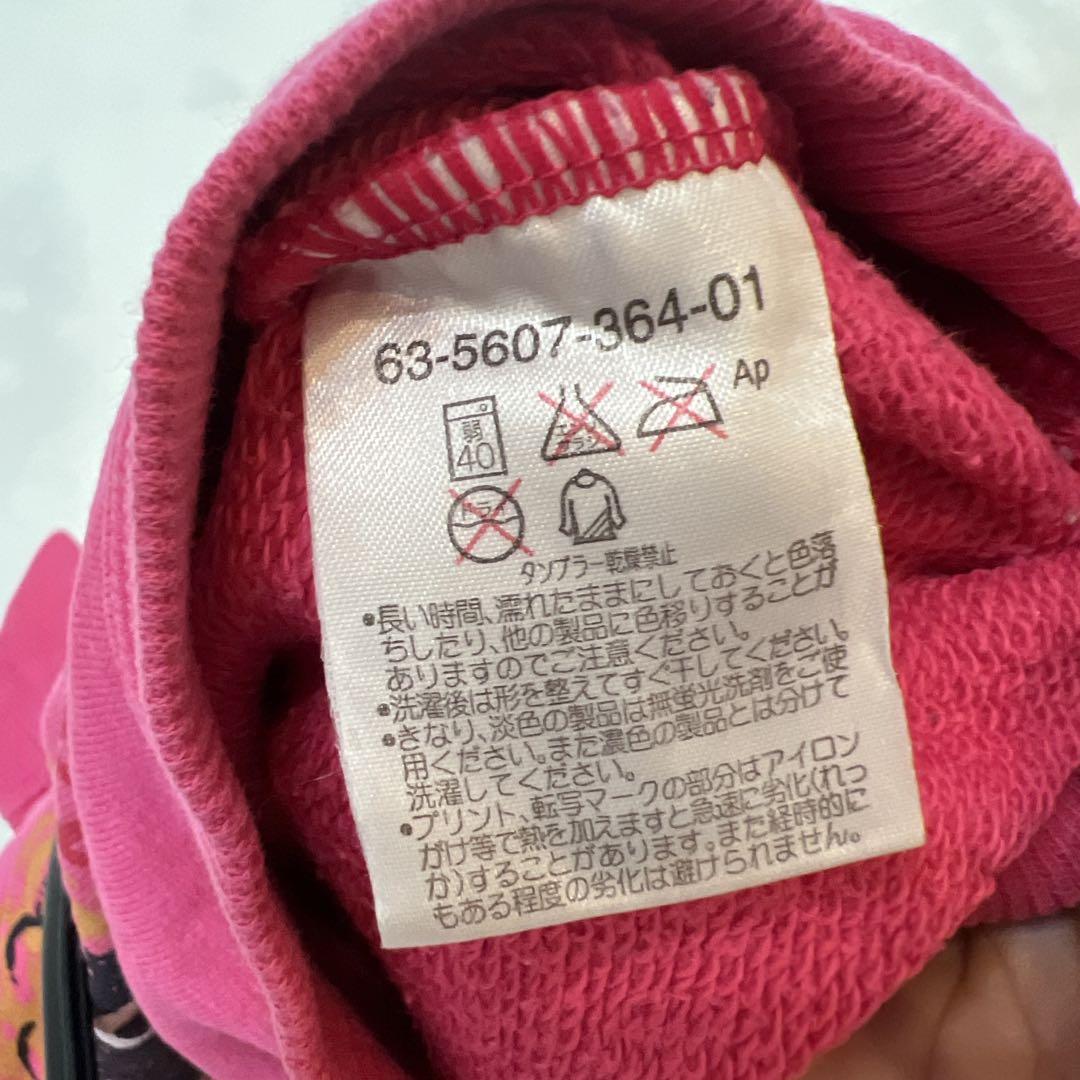 63-5607-364-01
弱
40
エンソ
サラシ
Ap
ドライ
タンブラー乾燥禁止
•長い時間、濡れたままにしておくと色落
ちしたり、他の製品に色移りすることが
ありますのでご注意ください。
•洗濯後は形を整えてすぐ干してください。
•きなり、淡色の製品は無蛍光洗剤をご使
用ください。また濃色の製品とは分けて
洗濯してください。
•プリント、転写マークの部分はアイロン
がけ等で熱を加えますと急速に劣化(れっ
か)することがあります。また経時的に
もある程度の劣化は避けられません。